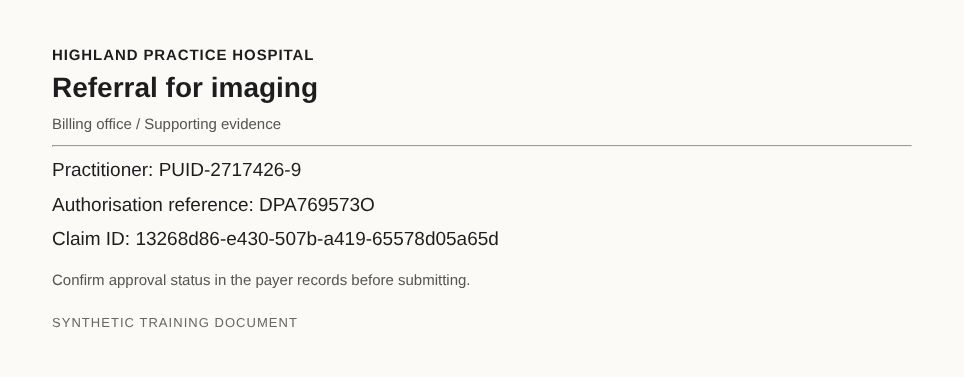 HIGHLAND PRACTICE HOSPITAL
Referral for imaging
Billing office / Supporting evidence
Practitioner: PUID-2717426-9
Authorisation reference: DPA769573O
Claim ID: 13268d86-e430-507b-a419-65578d05a65d
Confirm approval status in the payer records before submitting.
SYNTHETIC TRAINING DOCUMENT